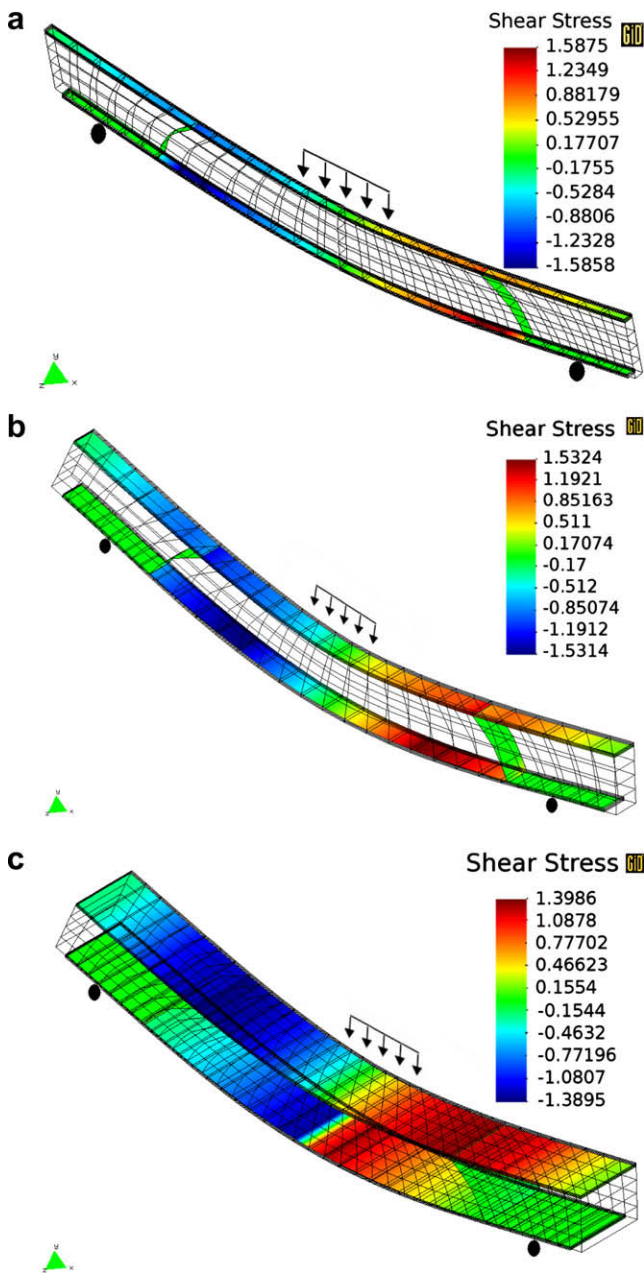 a
Shear Stress GiD
1.5875
1.2349
0.88179
0.52955
0.17707
-0.1755
-0.5284
-0.8806
-1.2328
-1.5858
y
z x
b
Shear Stress GiD
1.5324
1.1921
0.85163
0.511
0.17074
-0.17
-0.512
-0.85074
-1.1912
-1.5314
y
z x
c
Shear Stress GiD
1.3986
1.0878
0.77702
0.46623
0.1554
-0.1544
-0.4632
-0.77196
-1.0807
-1.3895
y
z x